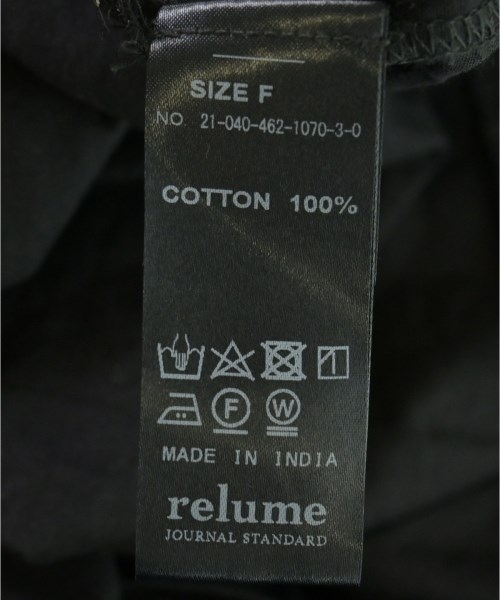 SIZE F
NO. 21-040-462-1070-3-0
COTTON 100%
F W
MADE IN INDIA
relume
JOURNAL STANDARD